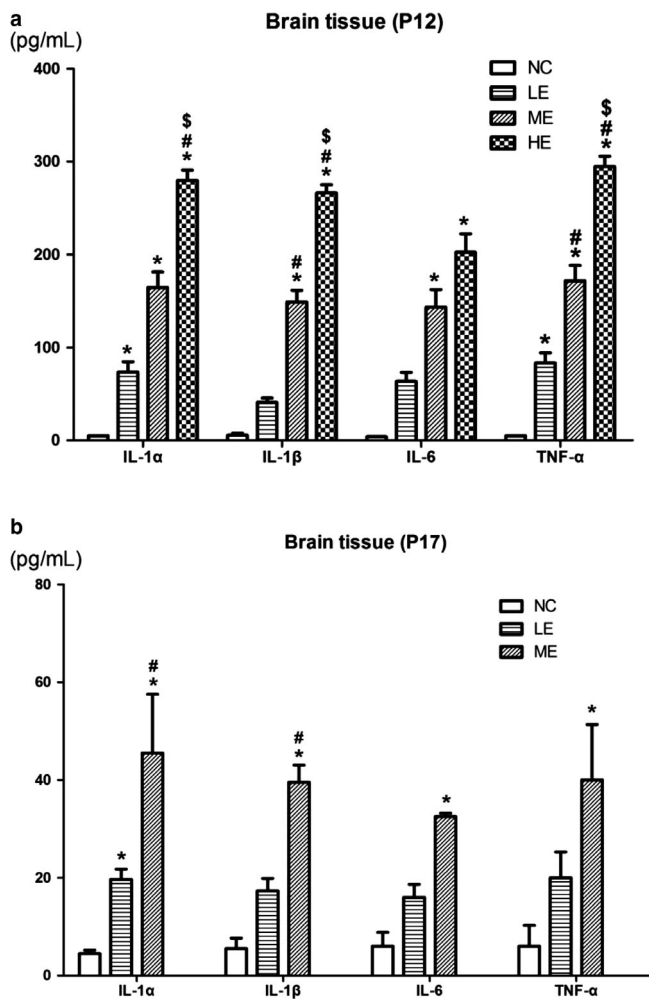 a
Brain tissue (P12)
(pg/mL)
400
300
200
100
0
NC
LE
ME
HE
*
*
$
#
*
#
*
$
#
*
*
*
*
#
*
$
#
*
IL-1α
IL-1β
IL-6
TNF-α
b
Brain tissue (P17)
(pg/mL)
80
60
40
20
0
NC
LE
ME
*
#
*
#
*
*
*
IL-1α
IL-1β
IL-6
TNF-α